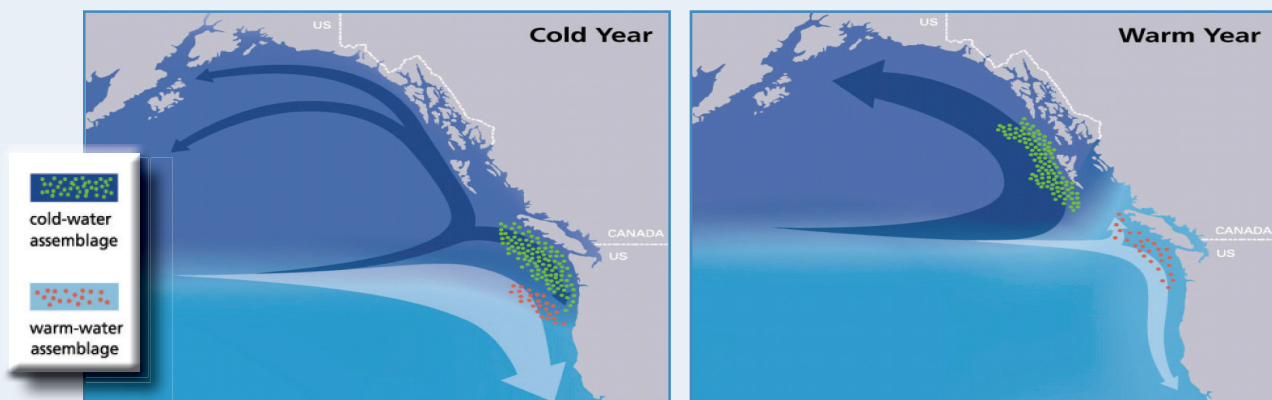 US
Cold Year
CANADA
US
US
Warm Year
CANADA
US
cold-water
assemblage
warm-water
assemblage